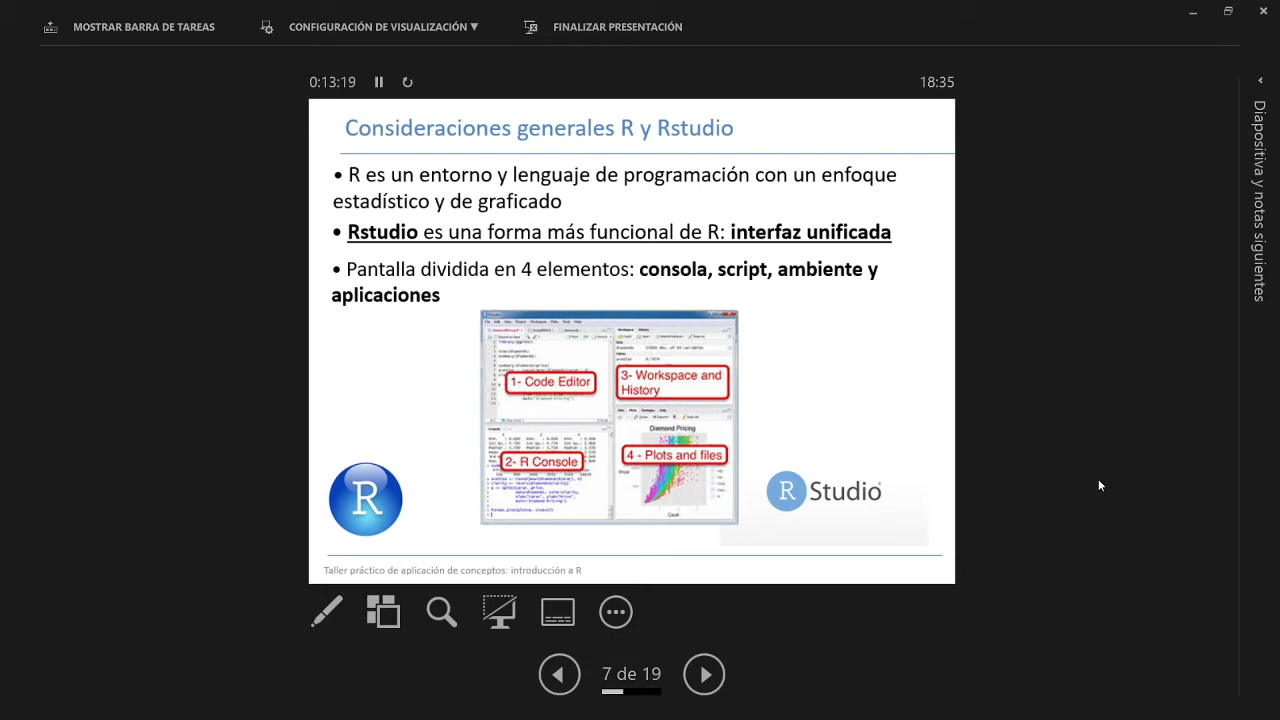 MOSTRAR BARRA DE TAREAS
CONFIGURACIÓN DE VISUALIZACIÓN ▼
FINALIZAR PRESENTACIÓN
0:13:19
18:35
Diapositiva y notas siguientes
Consideraciones generales R y Rstudio
• R es un entorno y lenguaje de programación con un enfoque
estadístico y de graficado
• Rstudio es una forma más funcional de R: interfaz unificada
• Pantalla dividida en 4 elementos: consola, script, ambiente y
aplicaciones
1- Code Editor
3- Workspace and
History
2- R Console
Diamond Pricing
4 - Plots and files
R
R Studio
Taller práctico de aplicación de conceptos: introducción a R
7 de 19